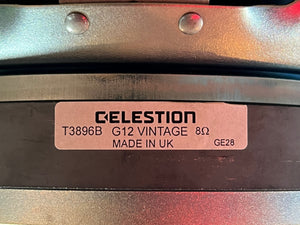 CELESTION
T3896B G12 VINTAGE 8Ω
MADE IN UK GE28